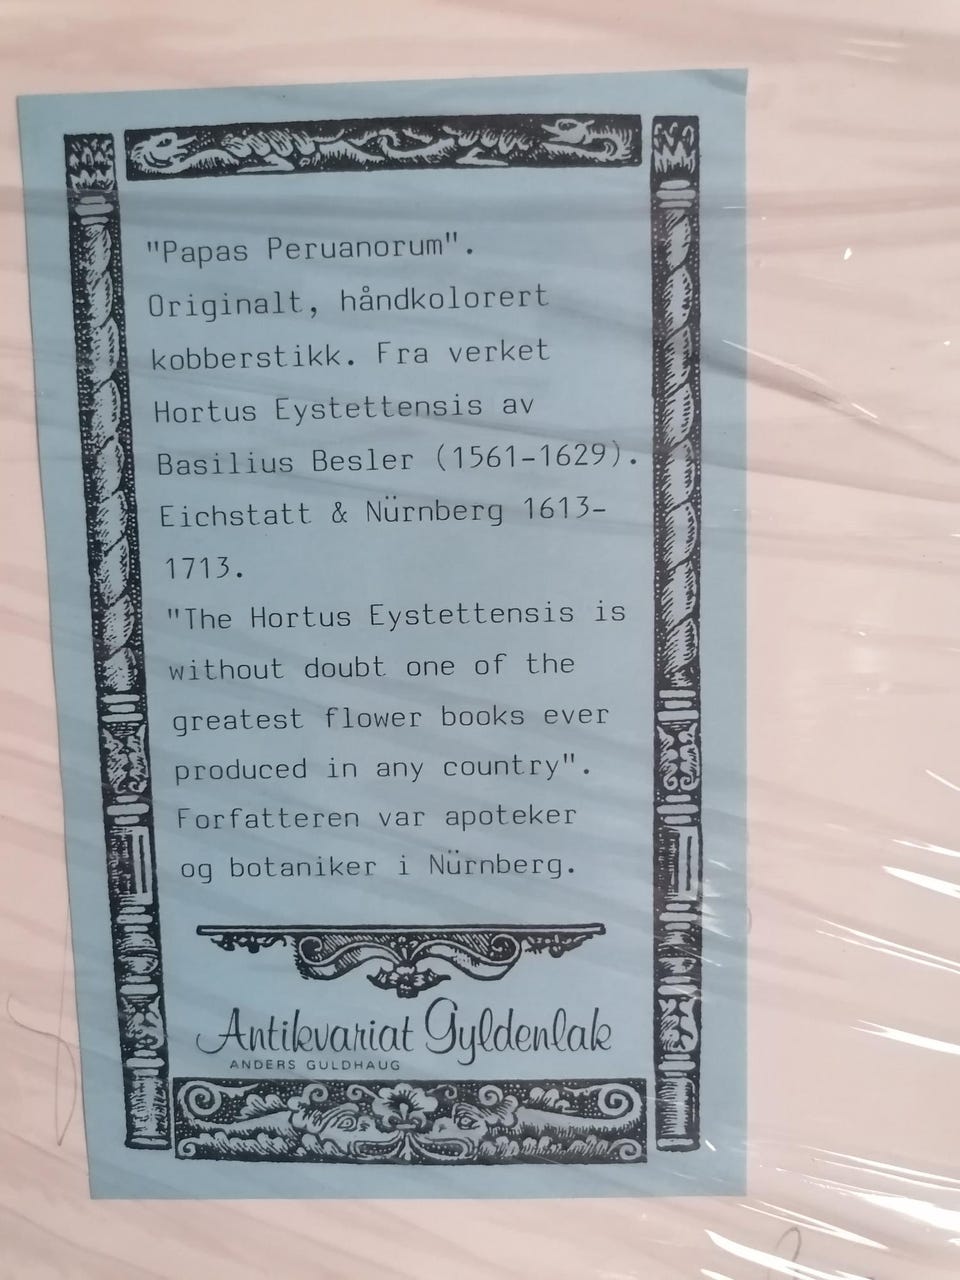 "Papas Peruanorum".
Originalt, håndkolorert
kobberstikk. Fra verket
Hortus Eystettensis av
Basilius Besler (1561-1629).
Eichstatt & Nürnberg 1613-
1713.
"The Hortus Eystettensis is
without doubt one of the
greatest flower books ever
produced in any country".
Forfatteren var apoteker
og botaniker i Nürnberg.
Antikvariat Gyldenlak
ANDERS GULDHAUG